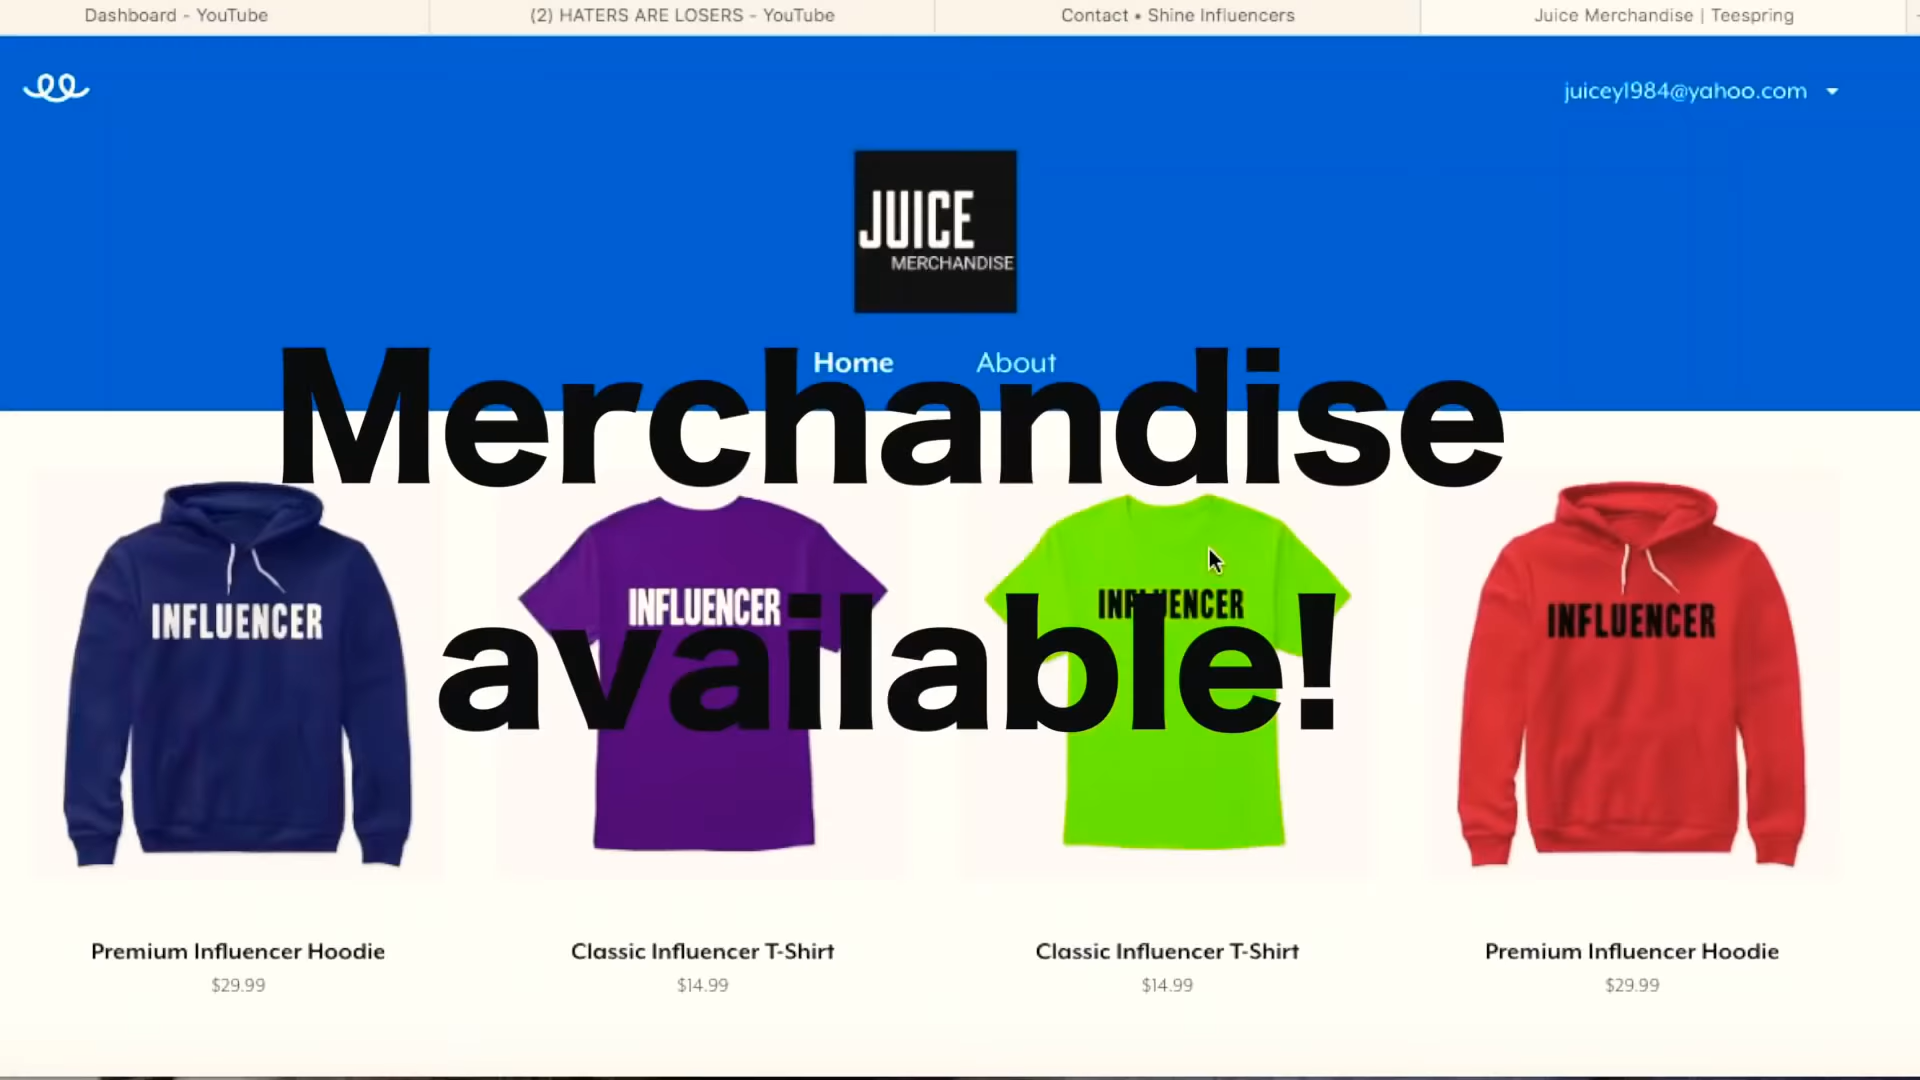 Dashboard - YouTube
(2) HATERS ARE LOSERS - YouTube
Contact • Shine Influencers
Juice Merchandise | Teespring
juicey1984@yahoo.com
JUICE
MERCHANDISE
Home
About
Merchandise
available!
INFLUENCER
INFLUENCER
INFLUENCER
INFLUENCER
Premium Influencer Hoodie
Classic Influencer T-Shirt
Classic Influencer T-Shirt
Premium Influencer Hoodie
$29.99
$14.99
$14.99
$29.99